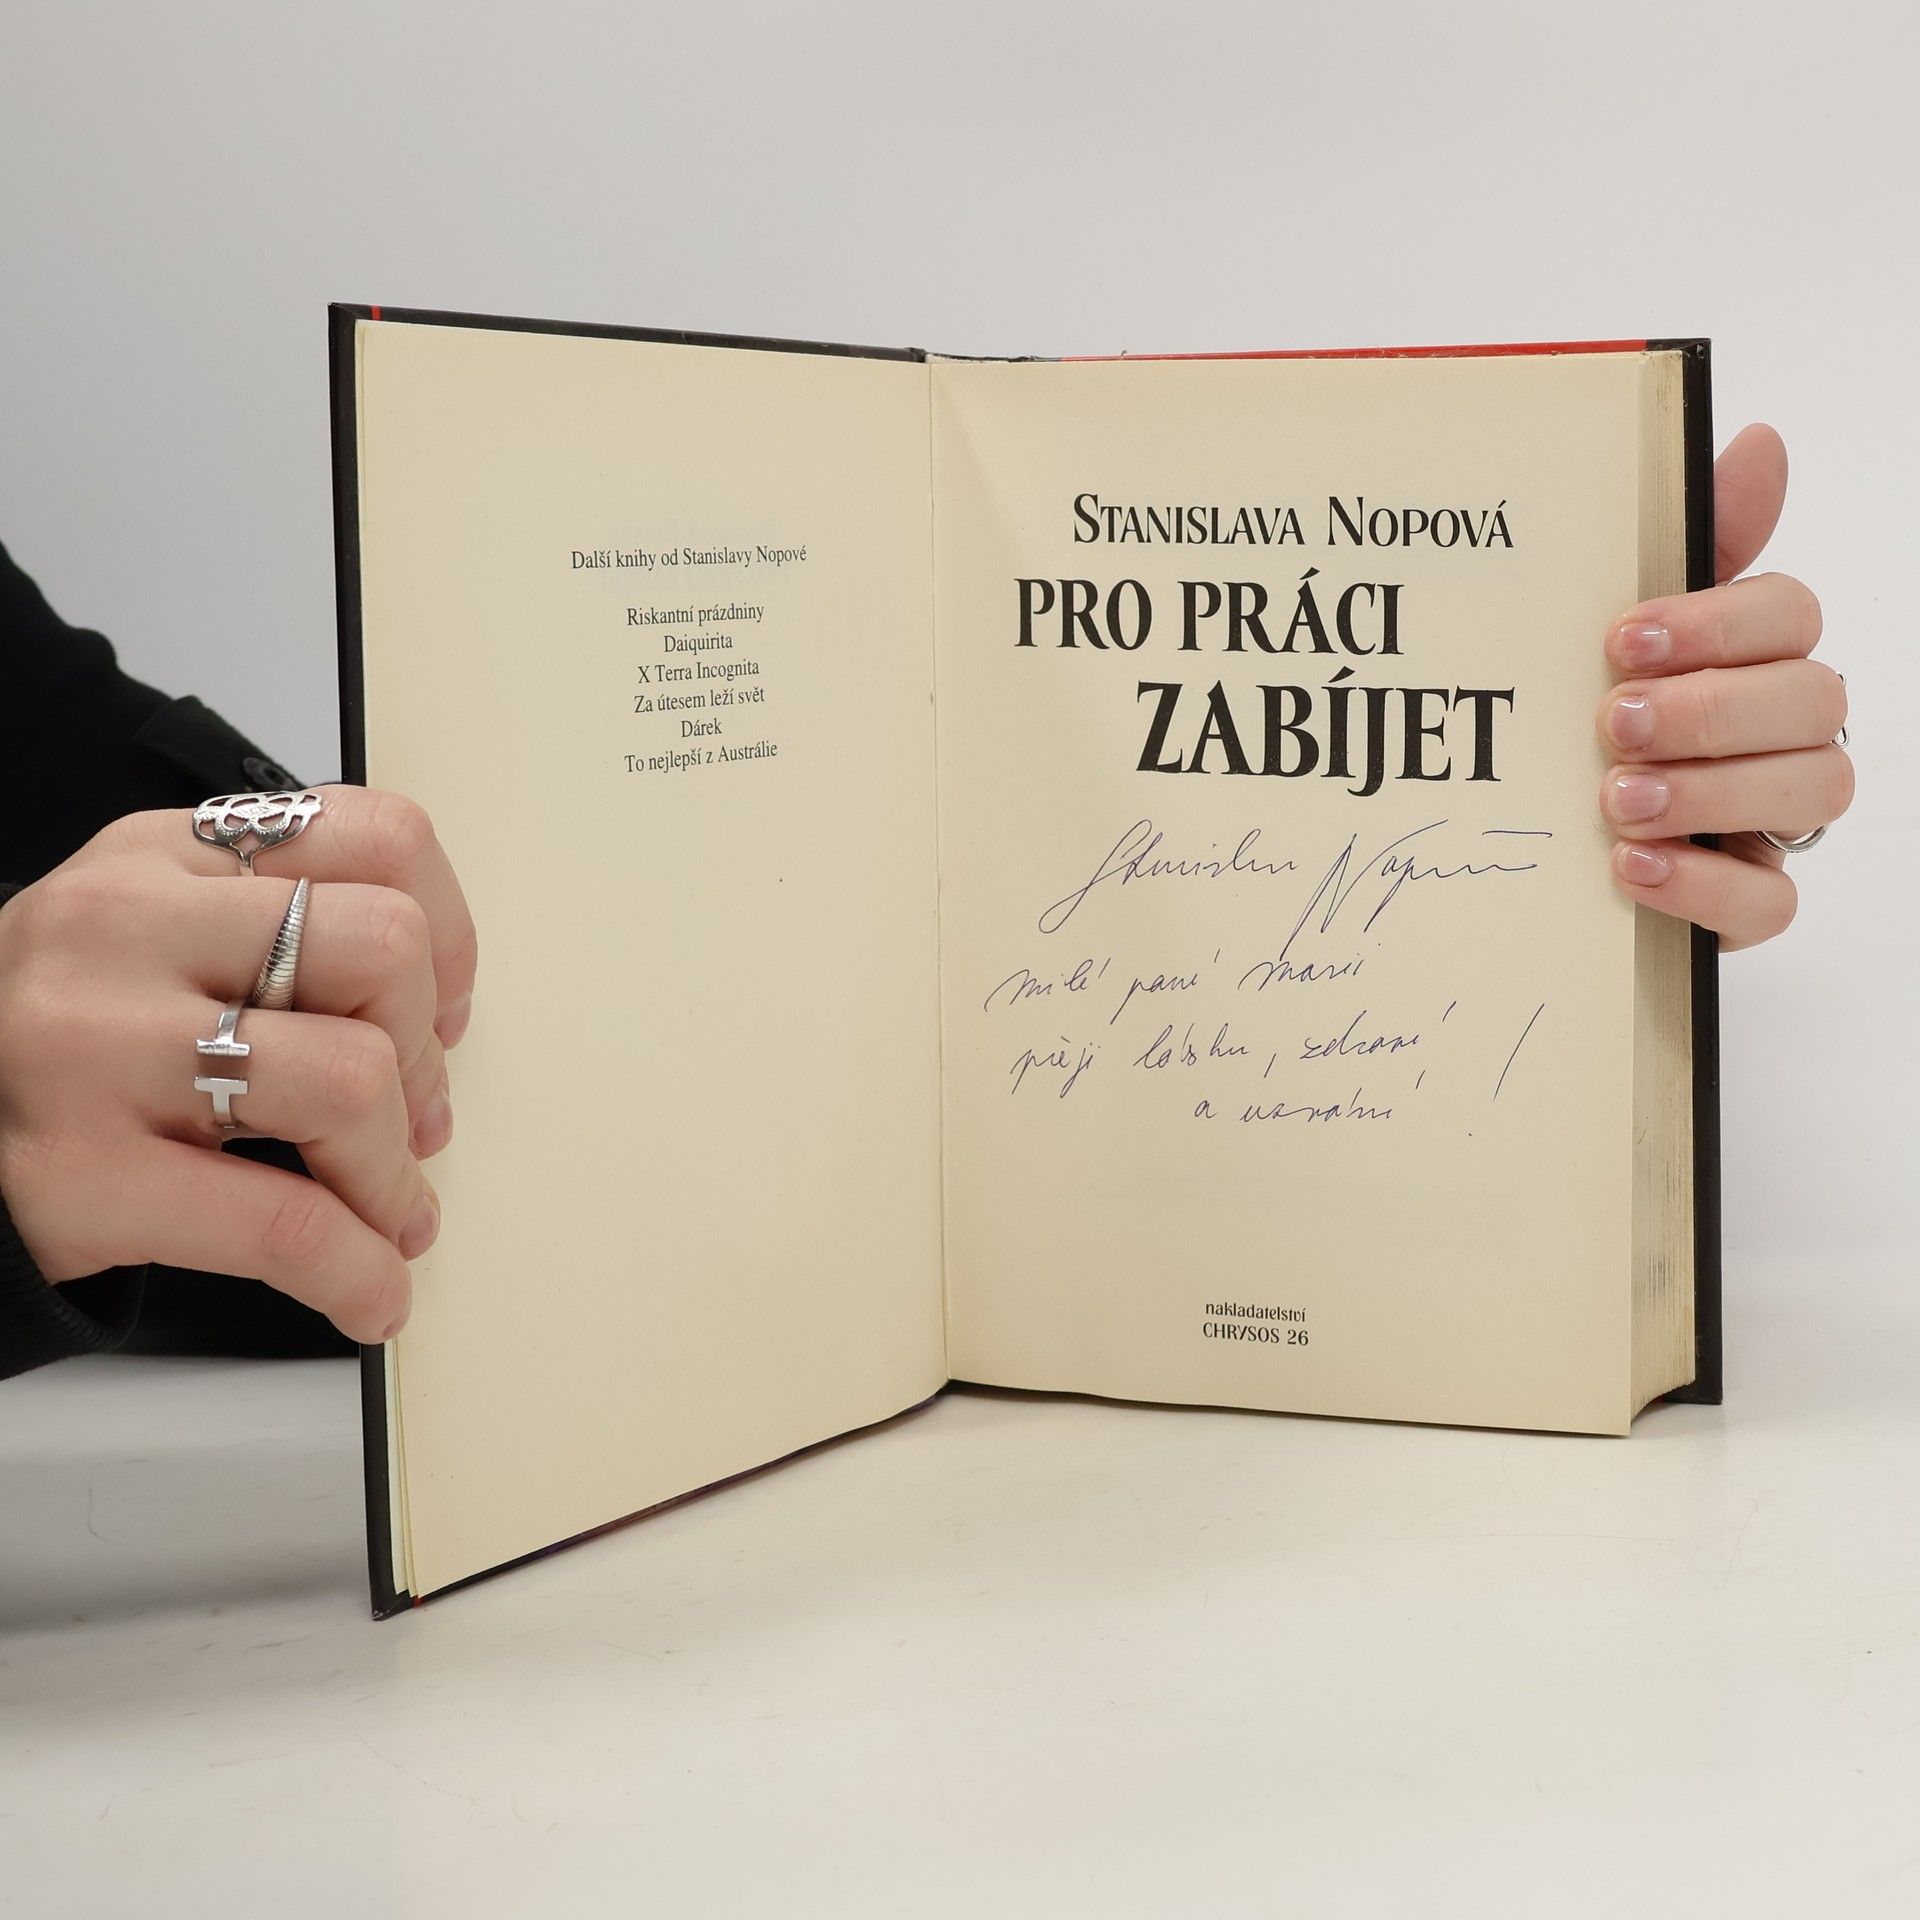 Další knihy od Stanislavy Nopové
Riskantní prázdniny
Daiquirita
X Terra Incognita
Za útesem leží svět
Dárek
To nejlepší z Austrálie
STANISLAVA NOPOVÁ
PRO PRÁCI
ZABÍJET
Stanislava Nopová
milé paní Marii
přeji lásku, zdraví
a uznání!
nakladatelství
CHRYSOS 26